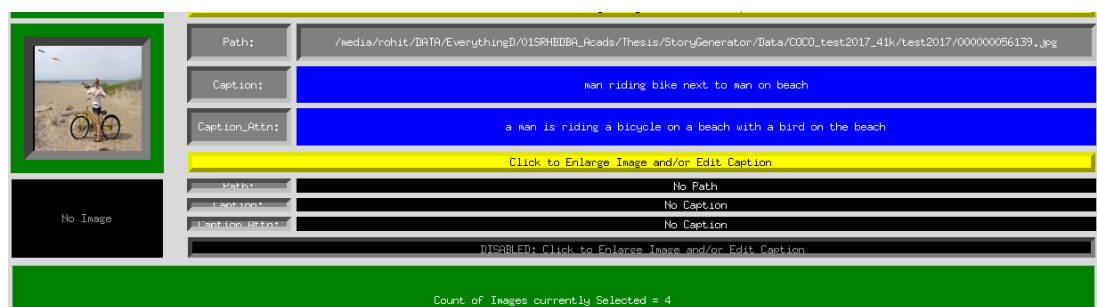 Path:
/media/rohit/DATA/EverythingD/01SRHBDBA_Acads/Thesis/StoryGenerator/Data/COCO_test2017_41k/test2017/000000056139.jpg
Caption:
man riding bike next to man on beach
Caption_Attn:
a man is riding a bicycle on a beach with a bird on the beach
Click to Enlarge Image and/or Edit Caption
No Image
Path:
No Path
Caption:
No Caption
Caption_Attn:
No Caption
DISABLED: Click to Enlarge Image and/or Edit Caption
Count of Images currently Selected = 4